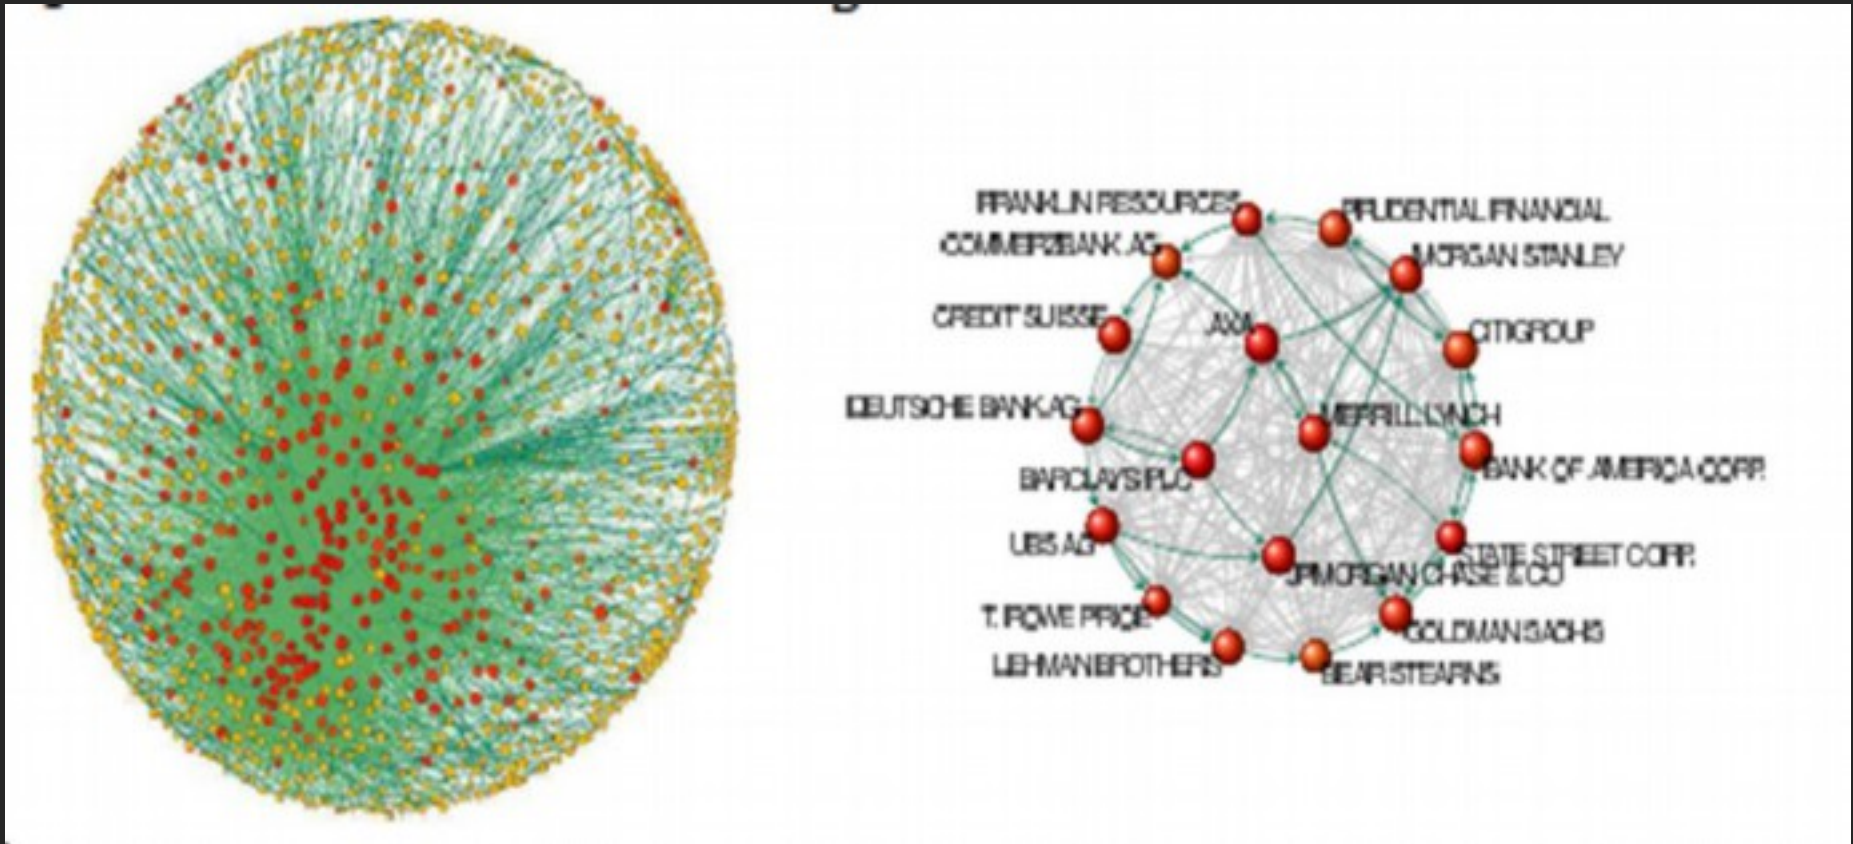 FRANKLIN RESOURCES
PRUDENTIAL FINANCIAL
COMMERZBANK AG
MORGAN STANLEY
CREDIT SUISSE
AXA
CITIGROUP
DEUTSCHE BANK AG
MERRILL LYNCH
BANK OF AMERICA CORP.
BARCLAYS PLC
UBS AG
STATE STREET CORP.
JPMORGAN CHASE & CO
T. ROWE PRICE
GOLDMAN SACHS
LEHMAN BROTHERS
BEAR STEARNS